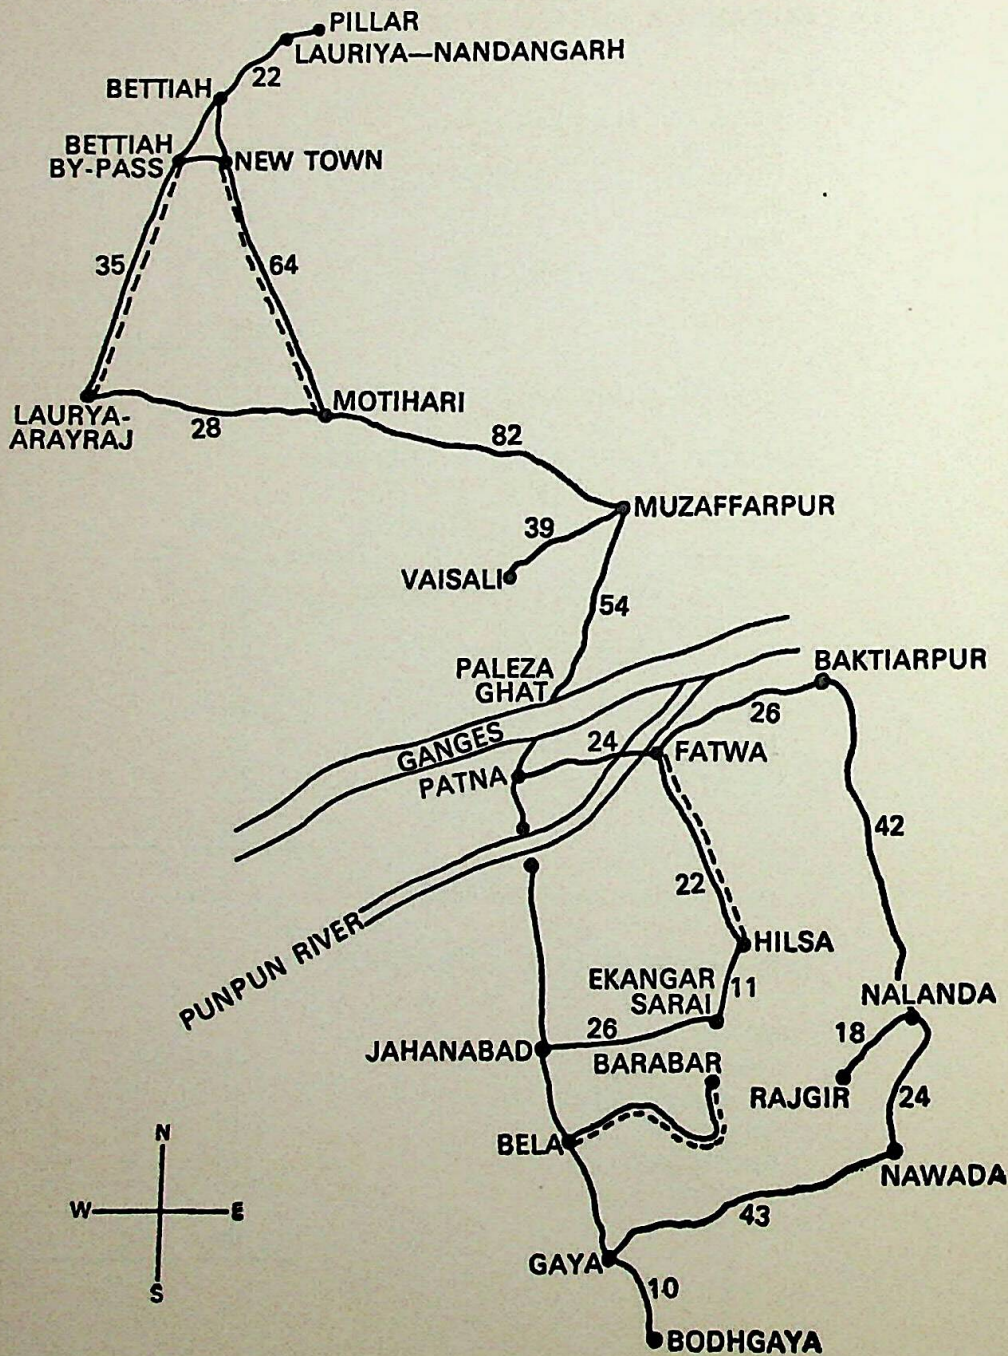 PILLAR
LAURIYA—NANDANGARH
22
BETTIAH
BETTIAH
BY-PASS
NEW TOWN
35
64
MOTIHARI
LAURYA-
ARAYRAJ
28
82
MUZAFFARPUR
39
VAISALI
54
PALEZA
GHAT
BAKTIARPUR
26
GANGES
24
FATWA
PATNA
42
22
PUNPUN RIVER
HILSA
EKANGAR
SARAI
11
NALANDA
26
18
JAHANABAD
BARABAR
RAJGIR
24
BELA
N
NAWADA
W
E
43
GAYA
S
10
BODHGAYA